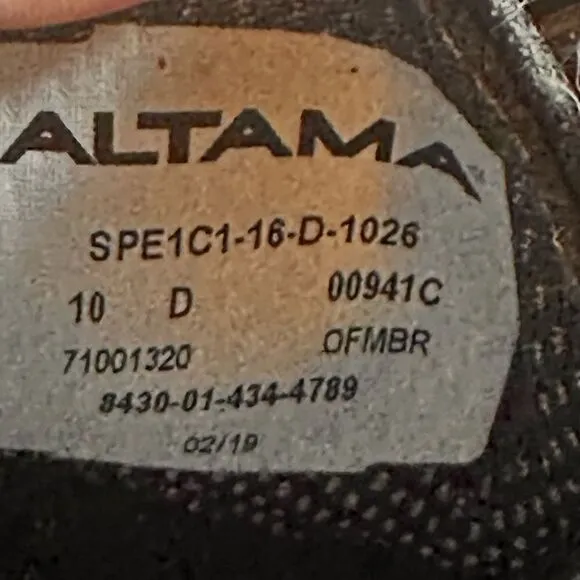 ALTAMA
SPE1C1-16-D-1026
10 D 00941C
71001320 OFMBR
8430-01-434-4789
02/19